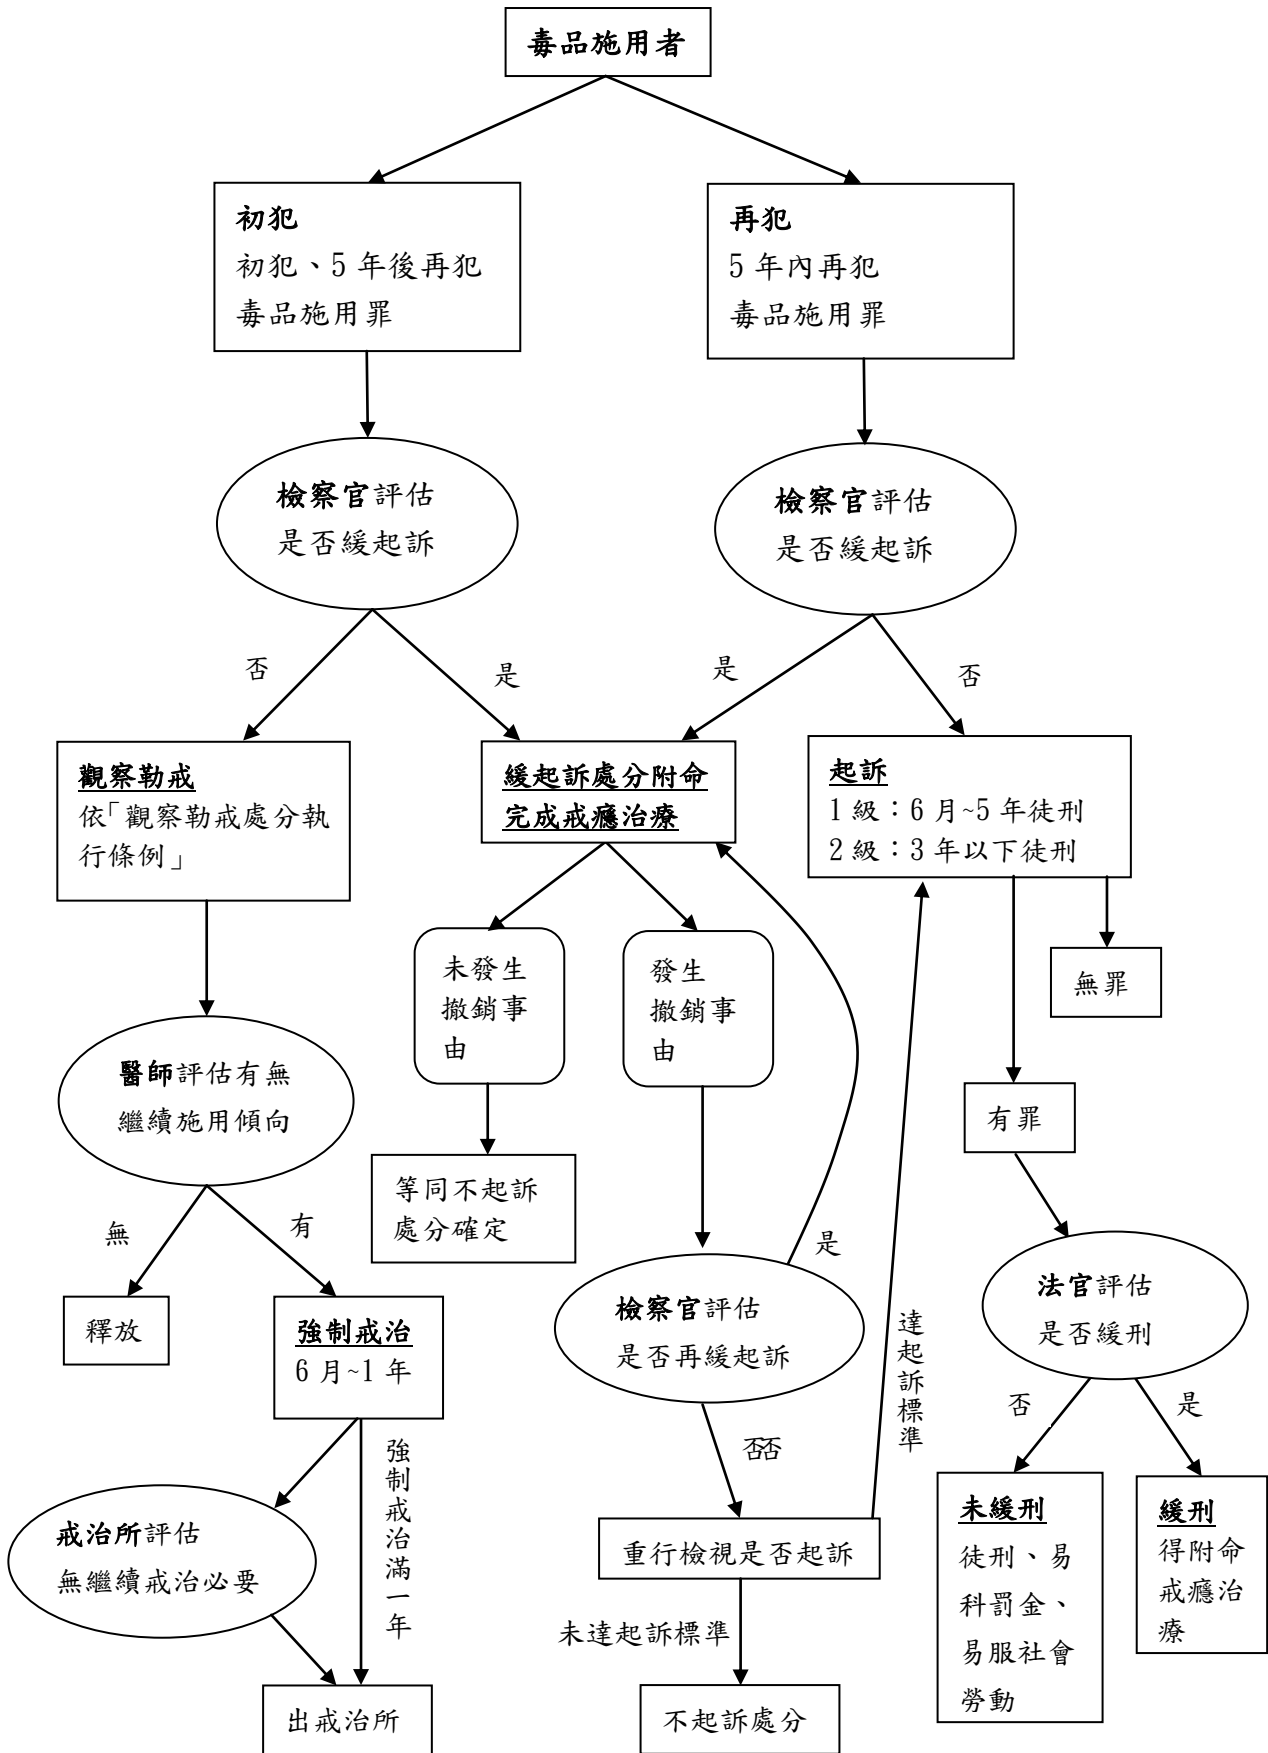 毒品施用者
初犯
初犯、5 年後再犯
毒品施用罪
再犯
5 年內再犯
毒品施用罪
檢察官評估
是否緩起訴
檢察官評估
是否緩起訴
否
是
是
否
觀察勒戒
依「觀察勒戒處分執
行條例」
緩起訴處分附命
完成戒癮治療
起訴
1 級：6 月~5 年徒刑
2 級：3 年以下徒刑
未發生
撤銷事
由
發生
撤銷事
由
無罪
醫師評估有無
繼續施用傾向
有罪
等同不起訴
處分確定
無
有
是
釋放
強制戒治
6 月~1 年
檢察官評估
是否再緩起訴
達起訴標準
法官評估
是否緩刑
否
是
強制戒治滿一年
否否
戒治所評估
無繼續戒治必要
重行檢視是否起訴
未緩刑
徒刑、易
科罰金、
易服社會
勞動
緩刑
得附命
戒癮治
療
未達起訴標準
出戒治所
不起訴處分